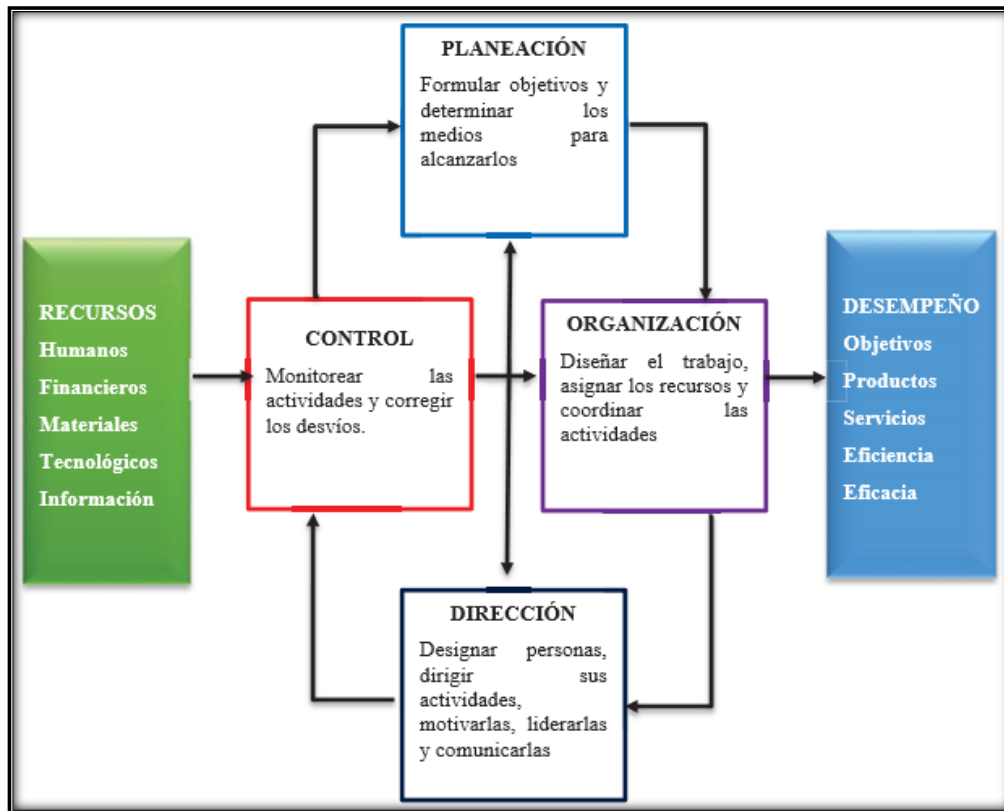 PLANEACIÓN
Formular objetivos y
determinar los
medios para
alcanzarlos
RECURSOS
Humanos
Financieros
Materiales
Tecnológicos
Información
CONTROL
Monitorear las
actividades y corregir
los desvíos.
ORGANIZACIÓN
Diseñar el trabajo,
asignar los recursos y
coordinar las
actividades
DESEMPEÑO
Objetivos
Productos
Servicios
Eficiencia
Eficacia
DIRECCIÓN
Designar personas,
dirigir sus
actividades,
motivarlas, liderarlas
y comunicarlas